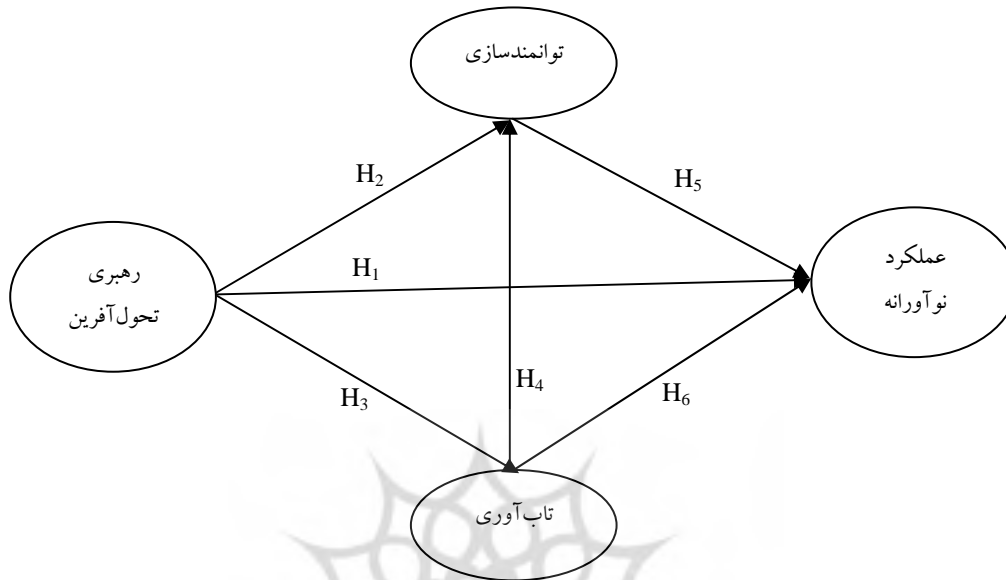 توانمندسازی
H₂
H₅
رهبری
تحول‌آفرین
H₁
عملکرد
نوآورانه
H₃
H₄
H₆
تاب‌آوری